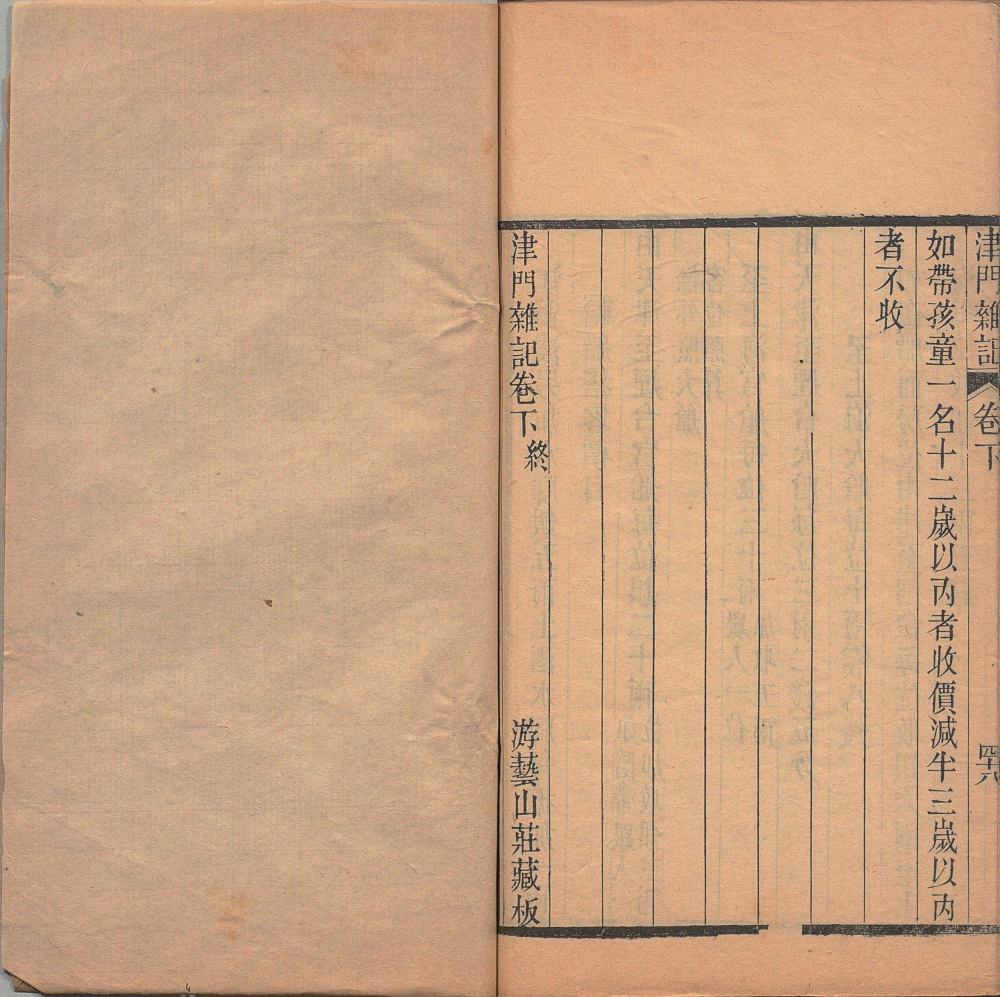 津門雜記
卷下
四十八
如帶孩童一名十二歲以內者收價減半三歲以內
者不收
津門雜記卷下終
游藝山莊藏板